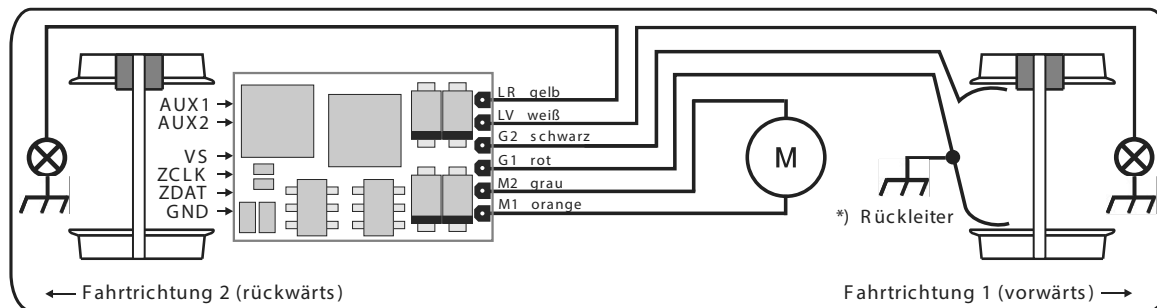 AUX1
AUX2
VS
ZCLK
ZDAT
GND
LR gelb
LV weiß
G2 schwarz
G1 rot
M2 grau
M1 orange
M
*) Rückleiter
← Fahrtrichtung 2 (rückwärts)
Fahrtrichtung 1 (vorwärts) →